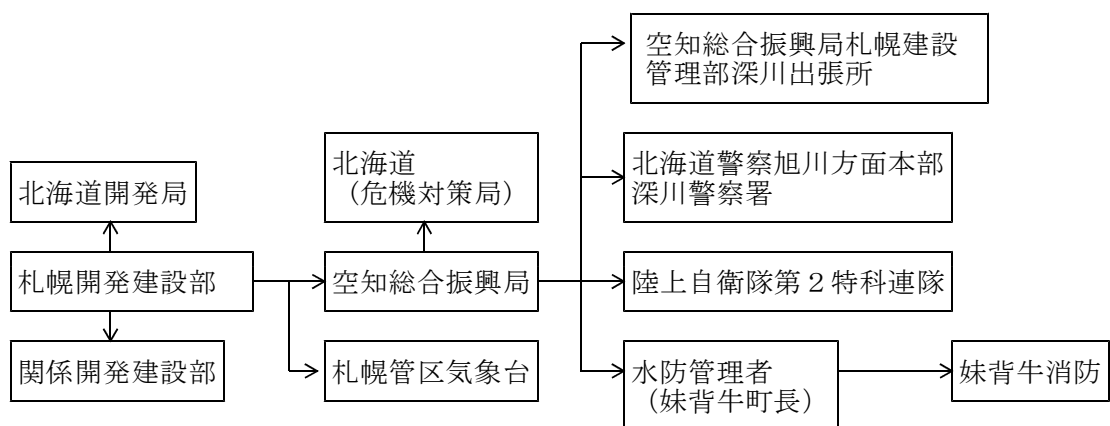 空知総合振興局札幌建設
管理部深川出張所
北海道
（危機対策局）
北海道警察旭川方面本部
深川警察署
北海道開発局
札幌開発建設部
空知総合振興局
陸上自衛隊第２特科連隊
関係開発建設部
札幌管区気象台
水防管理者
（妹背牛町長）
妹背牛消防